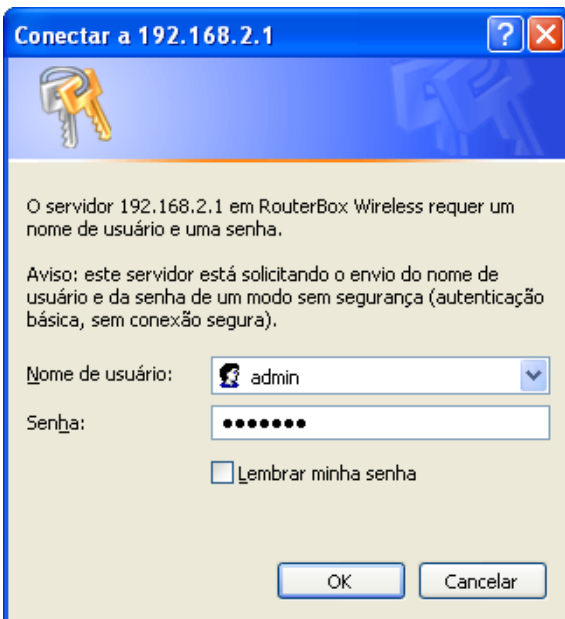 Conectar a 192.168.2.1
O servidor 192.168.2.1 em RouterBox Wireless requer um
nome de usuário e uma senha.
Aviso: este servidor está solicitando o envio do nome de
usuário e da senha de um modo sem segurança (autenticação
básica, sem conexão segura).
Nome de usuário: admin
Senha: •••••••
Lembrar minha senha
OK Cancelar